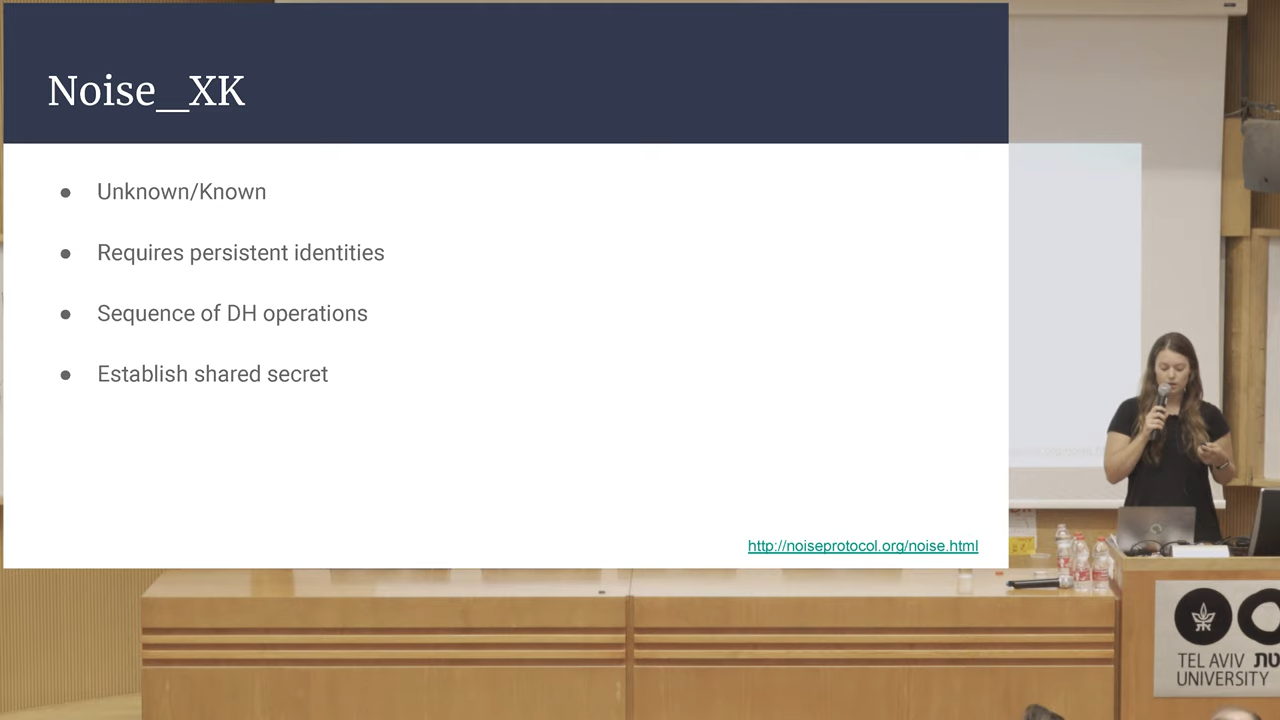 Noise_XK
● Unknown/Known
● Requires persistent identities
● Sequence of DH operations
● Establish shared secret
http://noiseprotocol.org/noise.html
TEL AVIV
UNIVERSITY